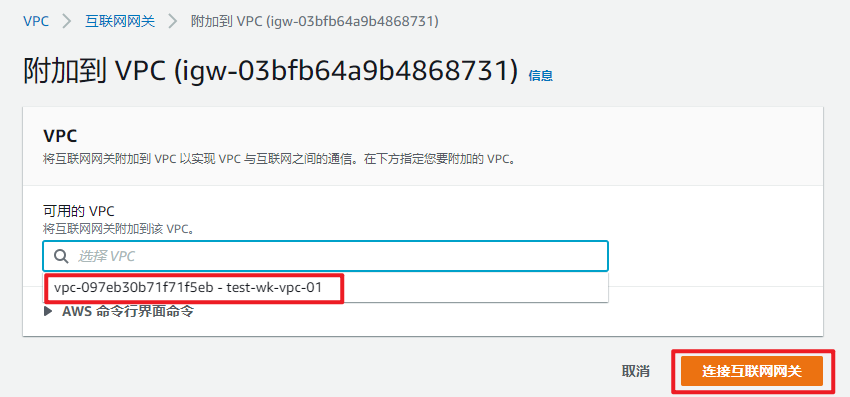 VPC > 互联网网关 > 附加到 VPC (igw-03bfb64a9b4868731)
附加到 VPC (igw-03bfb64a9b4868731) 信息
VPC
将互联网网关附加到 VPC 以实现 VPC 与互联网之间的通信。在下方指定您要附加的 VPC。
可用的 VPC
将互联网网关附加到该 VPC。
选择 VPC
vpc-097eb30b71f71f5eb - test-wk-vpc-01
AWS 命令行界面命令
取消 连接互联网网关